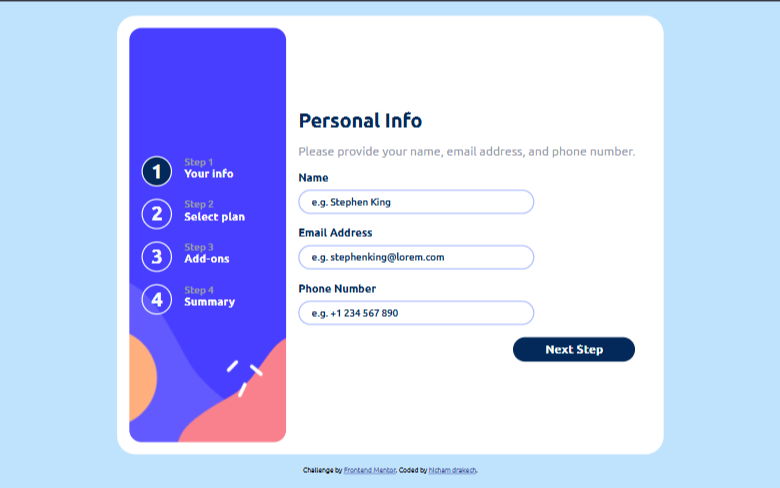 1
Step 1
Your info
2
Step 2
Select plan
3
Step 3
Add-ons
4
Step 4
Summary
Personal Info
Please provide your name, email address, and phone number.
Name
e.g. Stephen King
Email Address
e.g. stephenking@lorem.com
Phone Number
e.g. +1 234 567 890
Next Step
Challenge by Frontend Mentor. Coded by hicham drakech.